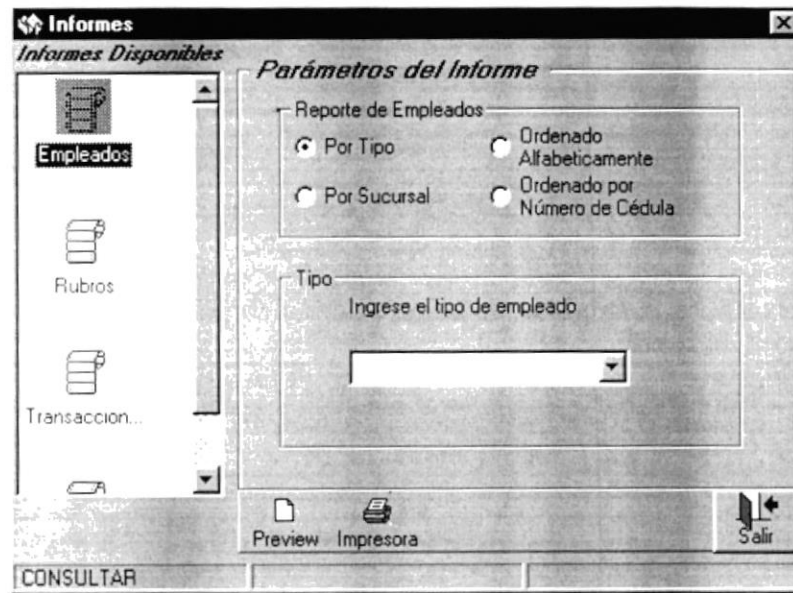 Informes
Informes Disponibles
Empleados
Rubros
Transaccion...
Parámetros del Informe
Reporte de Empleados
Por Tipo
Ordenado
Alfabeticamente
Por Sucursal
Ordenado por
Número de Cédula
Tipo
Ingrese el tipo de empleado
Preview Impresora
Salir
CONSULTAR